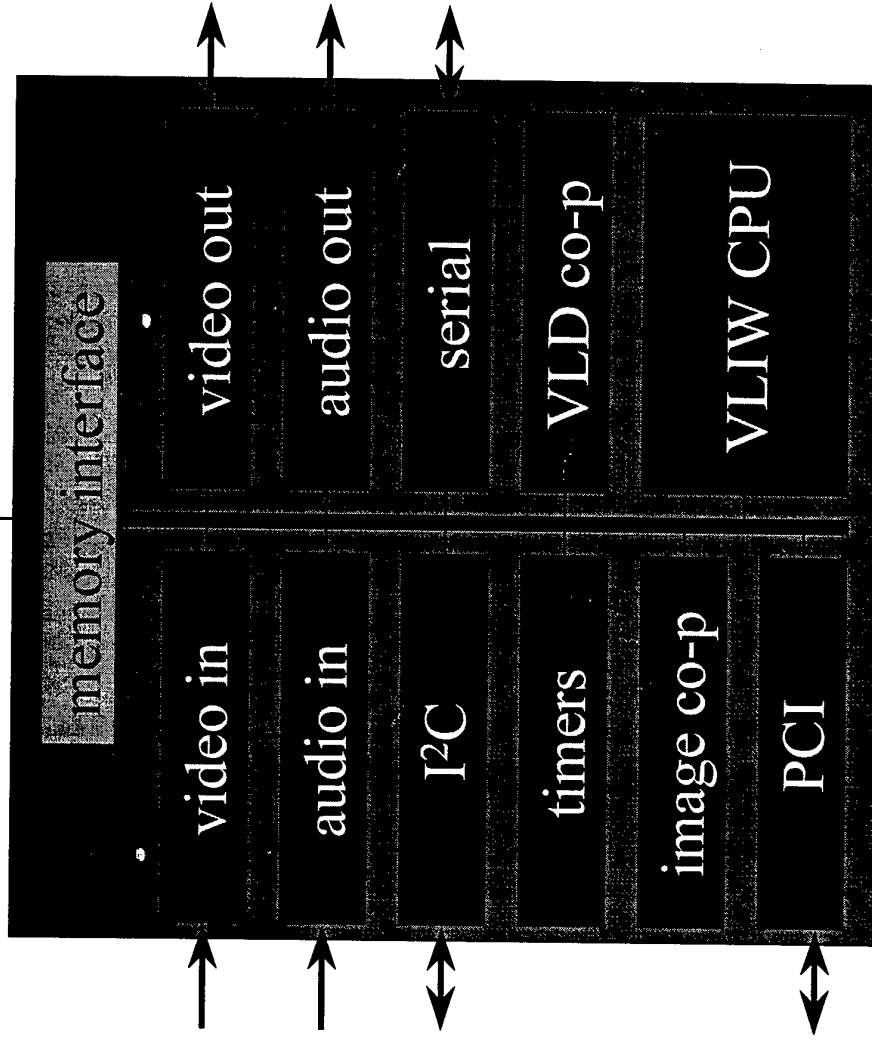 memory interface
video in
video out
audio in
audio out
I²C
serial
timers
VLD co-p
image co-p
VLIW CPU
PCI